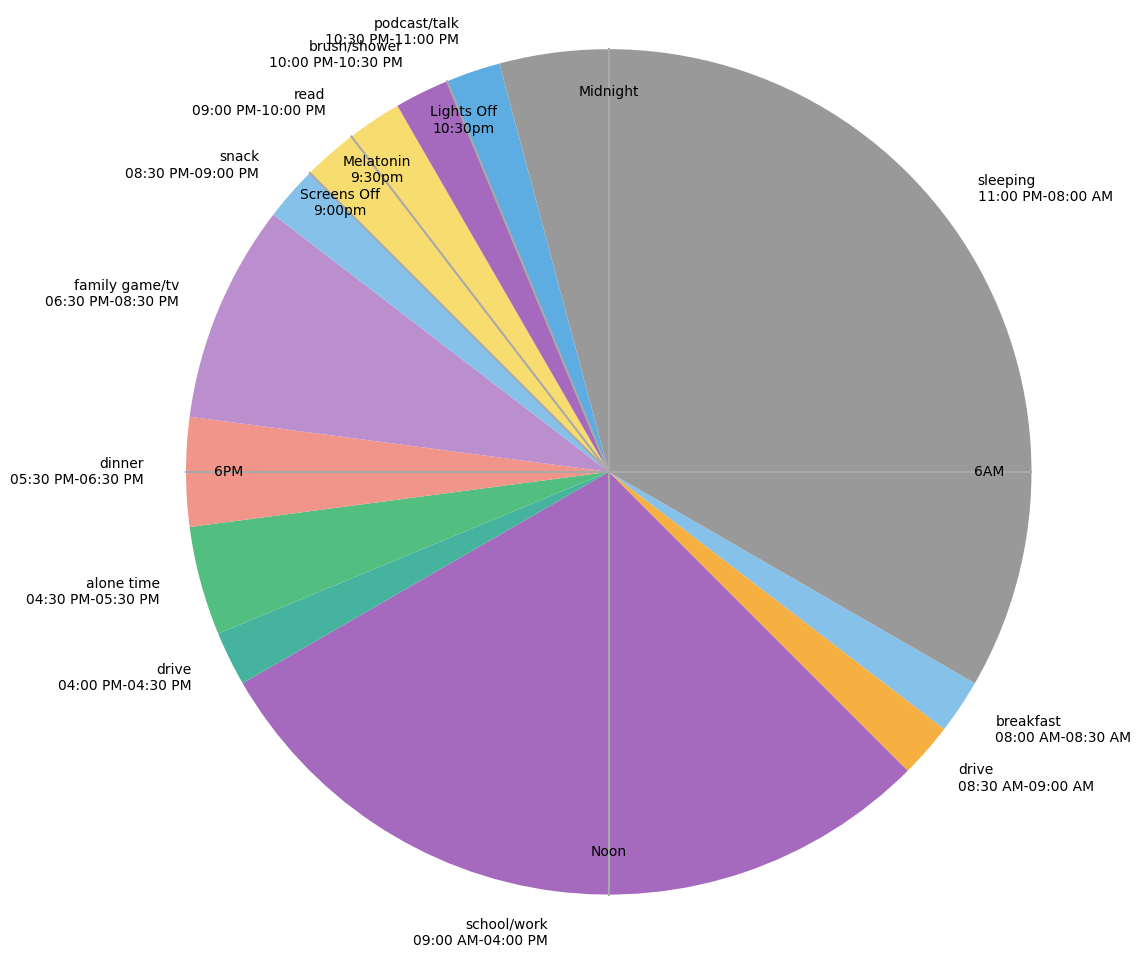 podcast/talk
10:30 PM-11:00 PM
brush/shower
10:00 PM-10:30 PM
read
09:00 PM-10:00 PM
snack
08:30 PM-09:00 PM
family game/tv
06:30 PM-08:30 PM
dinner
05:30 PM-06:30 PM
alone time
04:30 PM-05:30 PM
drive
04:00 PM-04:30 PM
school/work
09:00 AM-04:00 PM
drive
08:30 AM-09:00 AM
breakfast
08:00 AM-08:30 AM
sleeping
11:00 PM-08:00 AM
Midnight
Lights Off
10:30pm
Melatonin
9:30pm
Screens Off
9:00pm
6PM
6AM
Noon